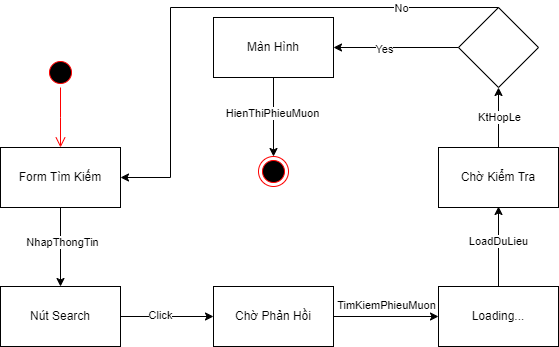 No
Màn Hình
Yes
HienThiPhieuMuon
KtHopLe
Form Tìm Kiếm
Chờ Kiểm Tra
NhapThongTin
LoadDuLieu
Nút Search
Click
Chờ Phản Hồi
TimKiemPhieuMuon
Loading...